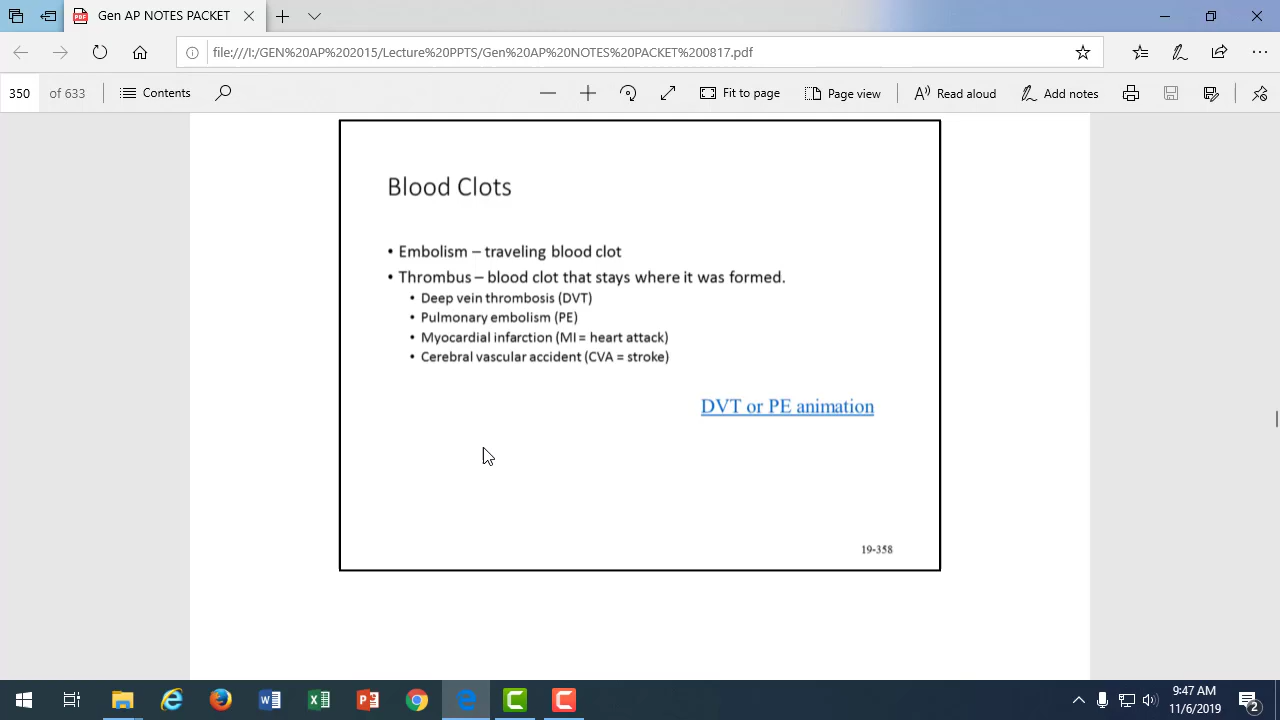 Gen AP NOTES PACKET
file:///I:/GEN%20AP%202015/Lecture%20PPTS/Gen%20AP%20NOTES%20PACKET%200817.pdf
350 of 633 Contents Fit to page Page view Read aloud Add notes
Blood Clots
• Embolism – traveling blood clot
• Thrombus – blood clot that stays where it was formed.
• Deep vein thrombosis (DVT)
• Pulmonary embolism (PE)
• Myocardial infarction (MI = heart attack)
• Cerebral vascular accident (CVA = stroke)
DVT or PE animation
19-358
9:47 AM
11/6/2019
2